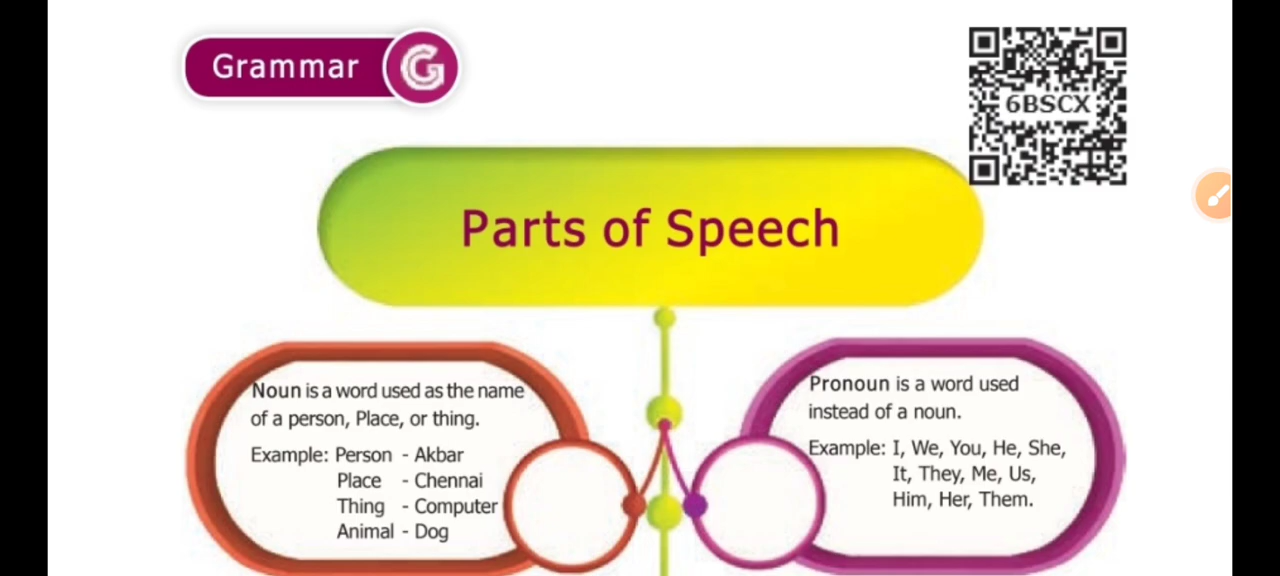 Grammar G
6BSCX
Parts of Speech
Noun is a word used as the name
of a person, Place, or thing.
Example: Person - Akbar
Place - Chennai
Thing - Computer
Animal - Dog
Pronoun is a word used
instead of a noun.
Example: I, We, You, He, She,
It, They, Me, Us,
Him, Her, Them.